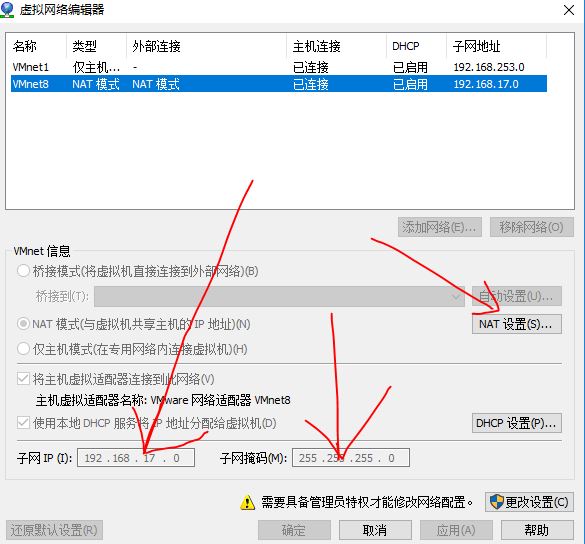 虚拟网络编辑器
名称 类型 外部连接 主机连接 DHCP 子网地址
VMnet1 仅主机... - 已连接 已启用 192.168.253.0
VMnet8 NAT 模式 NAT 模式 已连接 已启用 192.168.17.0
添加网络(E)... 移除网络(O)
VMnet 信息
桥接模式(将虚拟机直接连接到外部网络)(B)
桥接到(T): 自动设置(U)...
NAT 模式(与虚拟机共享主机的 IP 地址)(N) NAT 设置(S)...
仅主机模式(在专用网络内连接虚拟机)(H)
将主机虚拟适配器连接到此网络(V)
主机虚拟适配器名称: VMware 网络适配器 VMnet8
使用本地 DHCP 服务将 IP 地址分配给虚拟机(D) DHCP 设置(P)...
子网 IP (I): 192 . 168 . 17 . 0 子网掩码(M): 255 . 255 . 255 . 0
需要具备管理员特权才能修改网络配置。 更改设置(C)
还原默认设置(R) 确定 取消 应用(A) 帮助